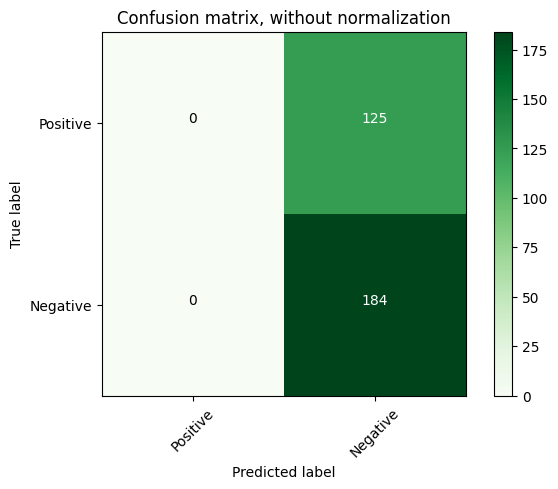 Confusion matrix, without normalization
Positive
0
125
Negative
0
184
True label
Positive
Negative
Predicted label
175
150
125
100
75
50
25
0